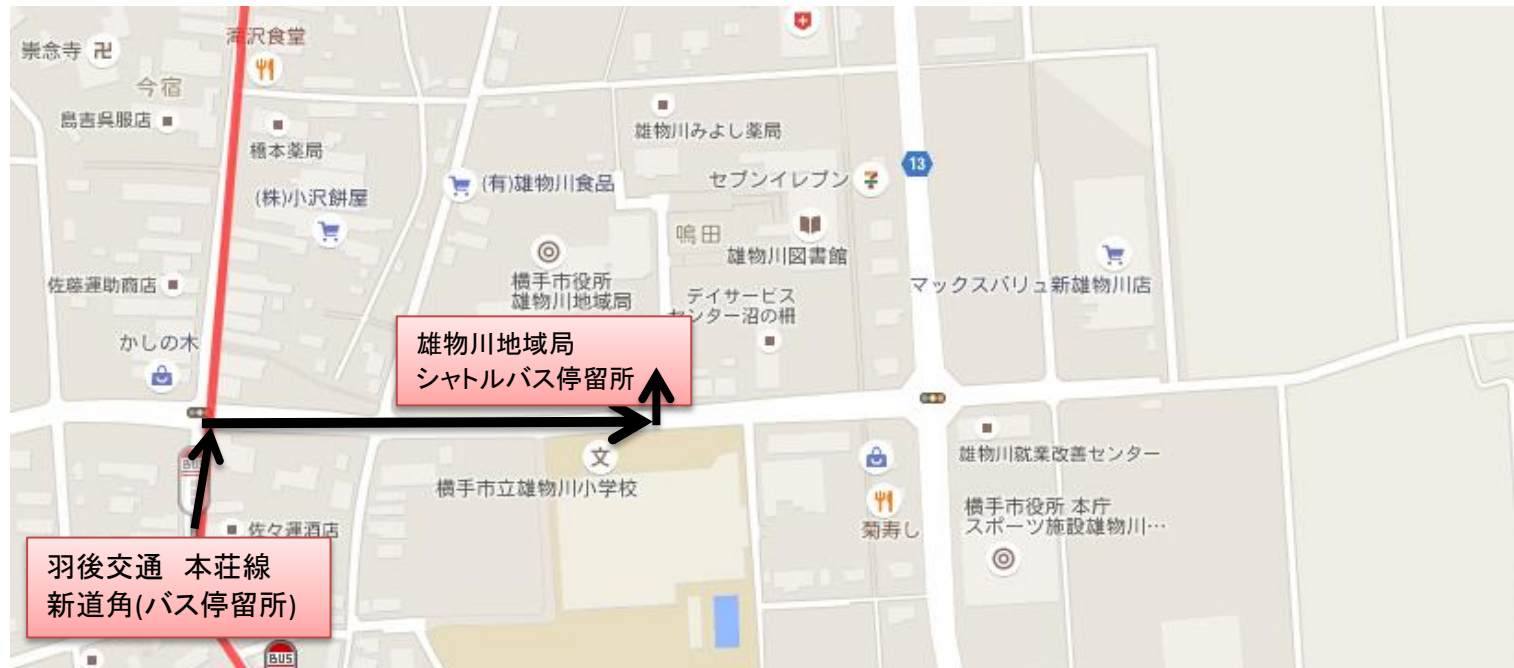 崇念寺 卍
滝沢食堂
今宿
島吉呉服店
橋本薬局
雄物川みよし薬局
(株)小沢餅屋
(有)雄物川食品
セブンイレブン
13
鳴田
雄物川図書館
横手市役所
雄物川地域局
デイサービス
センター沼の柵
マックスバリュ新雄物川店
佐藤運助商店
かしの木
雄物川地域局
シャトルバス停留所
文
横手市立雄物川小学校
雄物川就業改善センター
横手市役所 本庁
スポーツ施設雄物川…
菊寿し
佐々運酒店
羽後交通 本荘線
新道角(バス停留所)
BUS